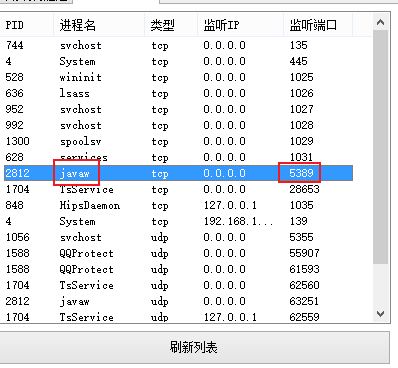 PID 进程名 类型 监听IP 监听端口
744 svchost tcp 0.0.0.0 135
4 System tcp 0.0.0.0 445
528 wininit tcp 0.0.0.0 1025
636 lsass tcp 0.0.0.0 1026
952 svchost tcp 0.0.0.0 1027
992 svchost tcp 0.0.0.0 1028
1300 spoolsv tcp 0.0.0.0 1029
628 services tcp 0.0.0.0 1031
2812 javaw tcp 0.0.0.0 5389
1704 TsService tcp 0.0.0.0 28653
848 HipsDaemon tcp 127.0.0.1 1035
4 System tcp 192.168.1... 139
1056 svchost udp 0.0.0.0 5355
1588 QQProtect udp 0.0.0.0 55907
1588 QQProtect udp 0.0.0.0 61593
1704 TsService udp 0.0.0.0 62560
2812 javaw udp 0.0.0.0 63251
1704 TsService udp 127.0.0.1 62559
刷新列表